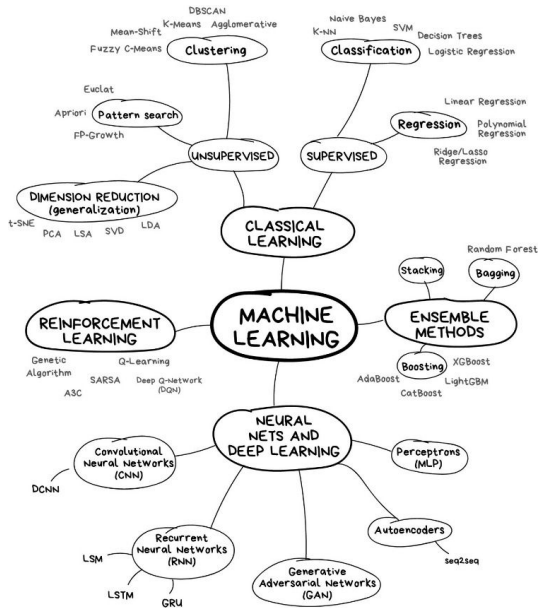 DBSCAN
Mean-Shift
K-Means
Agglomerative
Fuzzy C-Means
Clustering
Naive Bayes
K-NN
SVM
Decision Trees
Classification
Logistic Regression
Euclat
Apriori
Pattern search
FP-Growth
Linear Regression
Regression
Polynomial
Regression
Ridge/Lasso
Regression
UNSUPERVISED
SUPERVISED
DIMENSION REDUCTION
(generalization)
t-SNE
PCA
LSA
SVD
LDA
CLASSICAL
LEARNING
Random Forest
Stacking
Bagging
MACHINE
LEARNING
REINFORCEMENT
LEARNING
ENSEMBLE
METHODS
Genetic
Algorithm
Q-Learning
SARSA
Deep Q-Network
(DQN)
A3C
Boosting
XGBoost
AdaBoost
LightGBM
CatBoost
NEURAL
NETS AND
DEEP LEARNING
Convolutional
Neural Networks
(CNN)
DCNN
Perceptrons
(MLP)
Recurrent
Neural Networks
(RNN)
LSM
LSTM
GRU
Autoencoders
seq2seq
Generative
Adversarial Networks
(GAN)